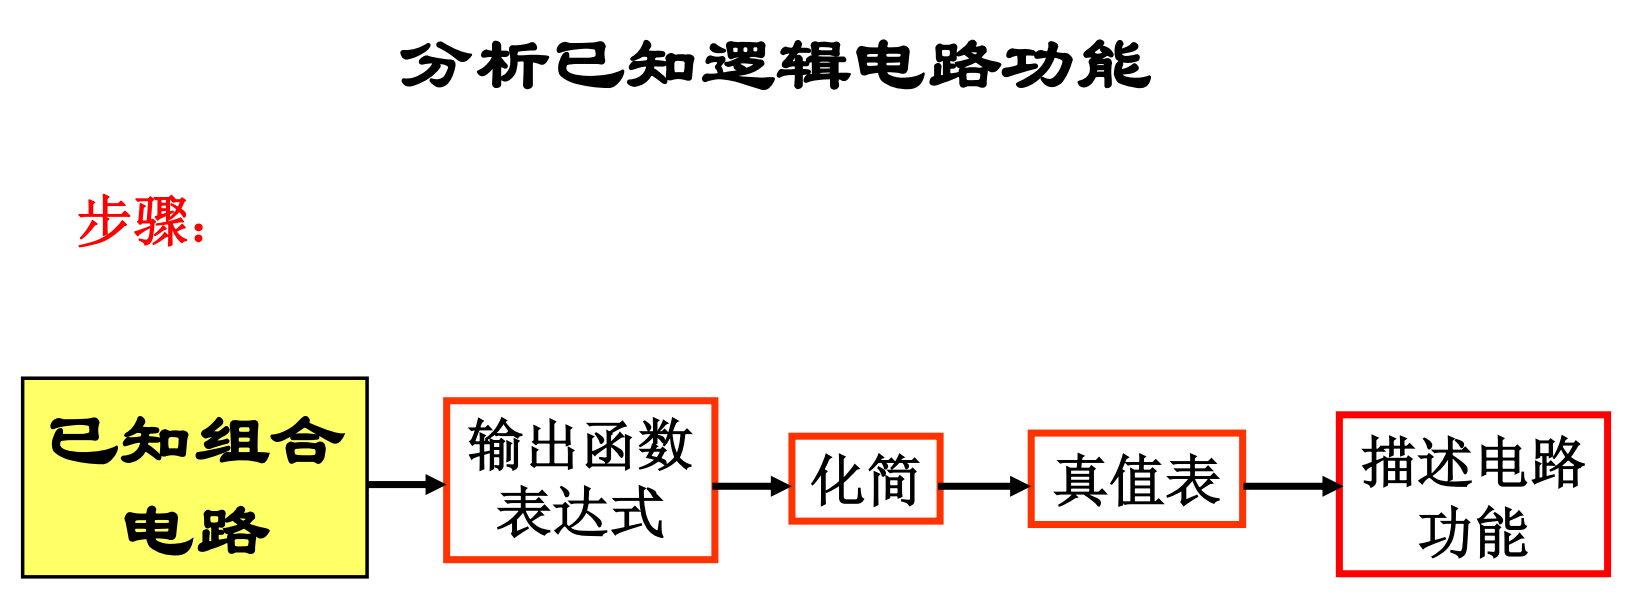 分析已知逻辑电路功能
步骤：
已知组合
电路
输出函数
表达式
化简
真值表
描述电路
功能